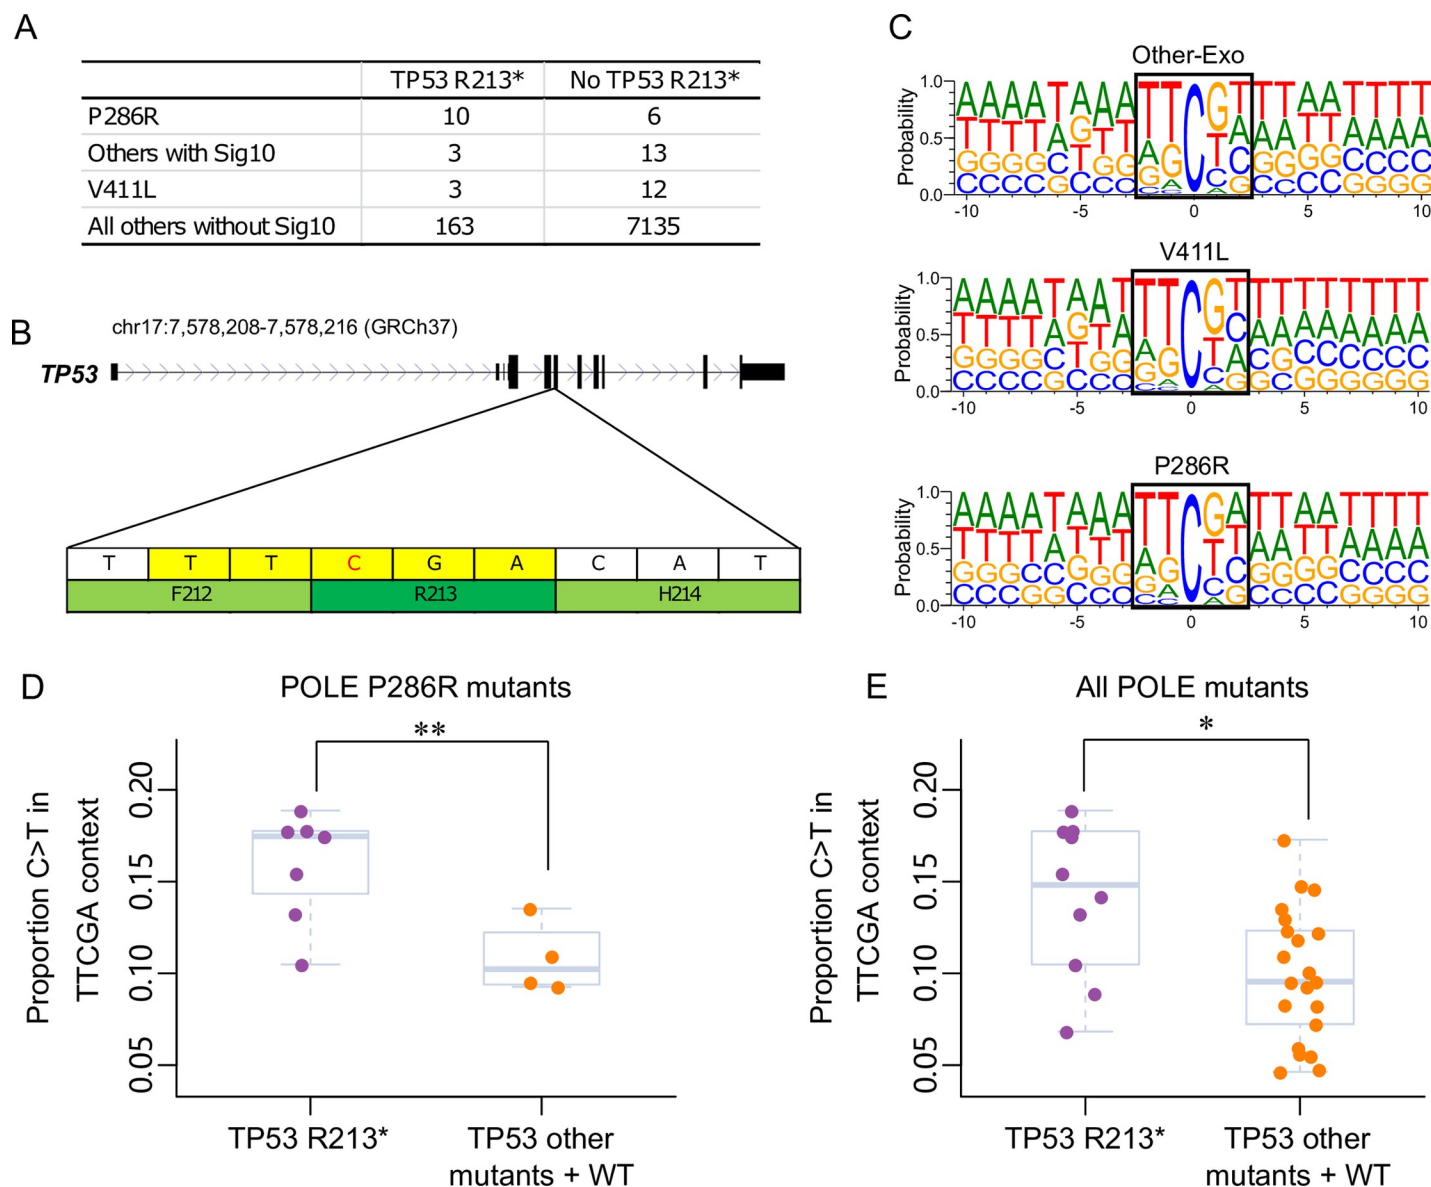 A
TP53 R213* No TP53 R213*
P286R 10 6
Others with Sig10 3 13
V411L 3 12
All others without Sig10 163 7135
B
chr17:7,578,208-7,578,216 (GRCh37)
TP53
T T T C G A C A T
F212 R213 H214
C
Other-Exo
Probability
1.0
0.5
0.0
-10 -5 0 5 10
V411L
Probability
1.0
0.5
0.0
-10 -5 0 5 10
P286R
Probability
1.0
0.5
0.0
-10 -5 0 5 10
D
POLE P286R mutants
**
Proportion C>T in
TTCGA context
0.20
0.15
0.10
0.05
TP53 R213*
TP53 other
mutants + WT
E
All POLE mutants
*
Proportion C>T in
TTCGA context
0.20
0.15
0.10
0.05
TP53 R213*
TP53 other
mutants + WT